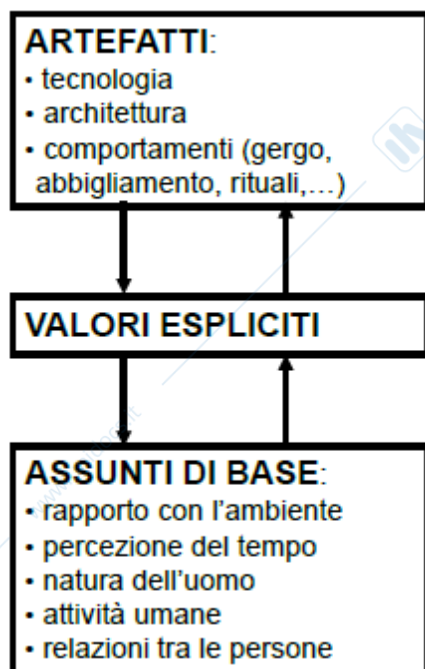 ARTEFATTI:
• tecnologia
• architettura
• comportamenti (gergo,
abbigliamento, rituali,…)
VALORI ESPLICITI
ASSUNTI DI BASE:
• rapporto con l'ambiente
• percezione del tempo
• natura dell'uomo
• attività umane
• relazioni tra le persone